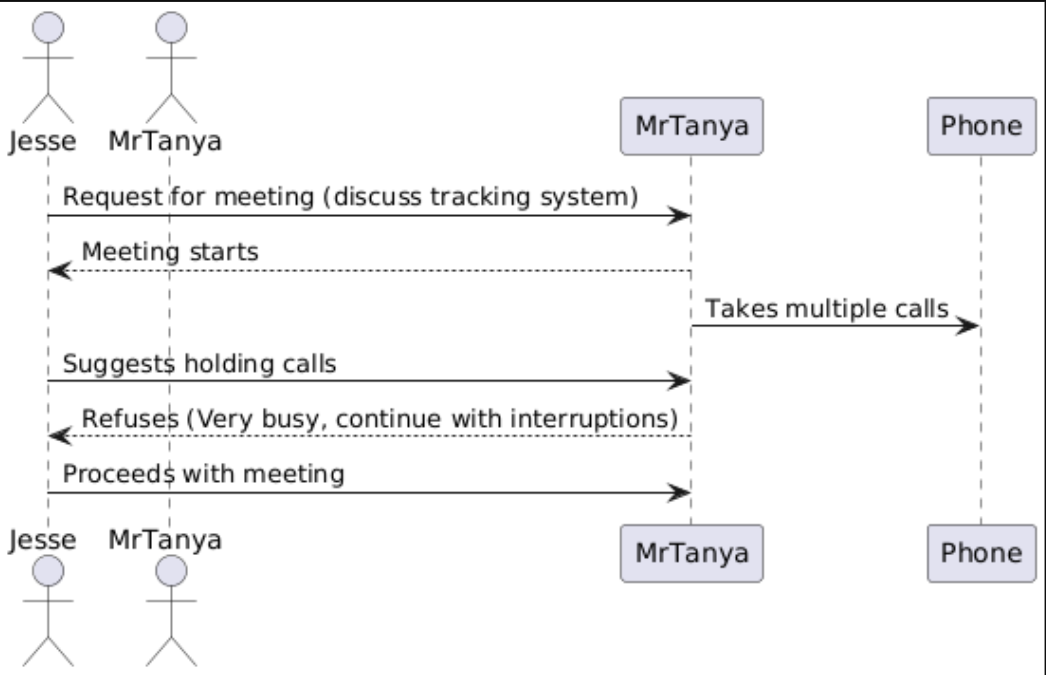 Jesse
MrTanya
MrTanya
Phone
Request for meeting (discuss tracking system)
Meeting starts
Takes multiple calls
Suggests holding calls
Refuses (Very busy, continue with interruptions)
Proceeds with meeting
Jesse
MrTanya
MrTanya
Phone